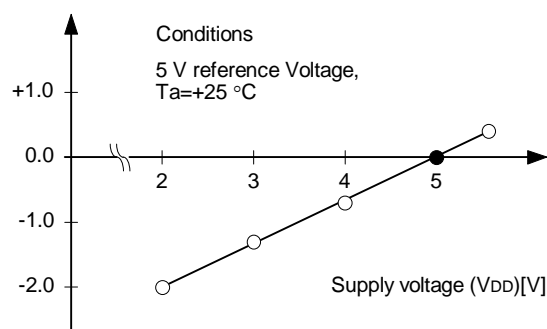 Conditions
5 V reference Voltage,
Ta=+25 °C
+1.0
0.0
2 3 4 5
-1.0
-2.0
Supply voltage (VDD)[V]